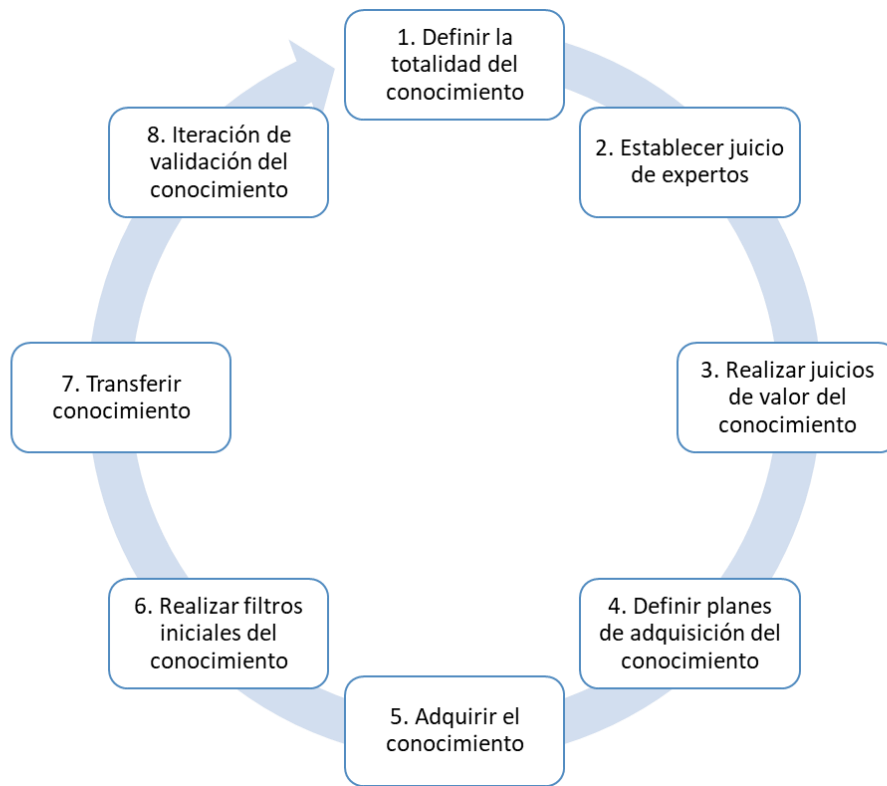 1. Definir la
totalidad del
conocimiento
2. Establecer juicio
de expertos
3. Realizar juicios
de valor del
conocimiento
4. Definir planes
de adquisición del
conocimiento
5. Adquirir el
conocimiento
6. Realizar filtros
iniciales del
conocimiento
7. Transferir
conocimiento
8. Iteración de
validación del
conocimiento